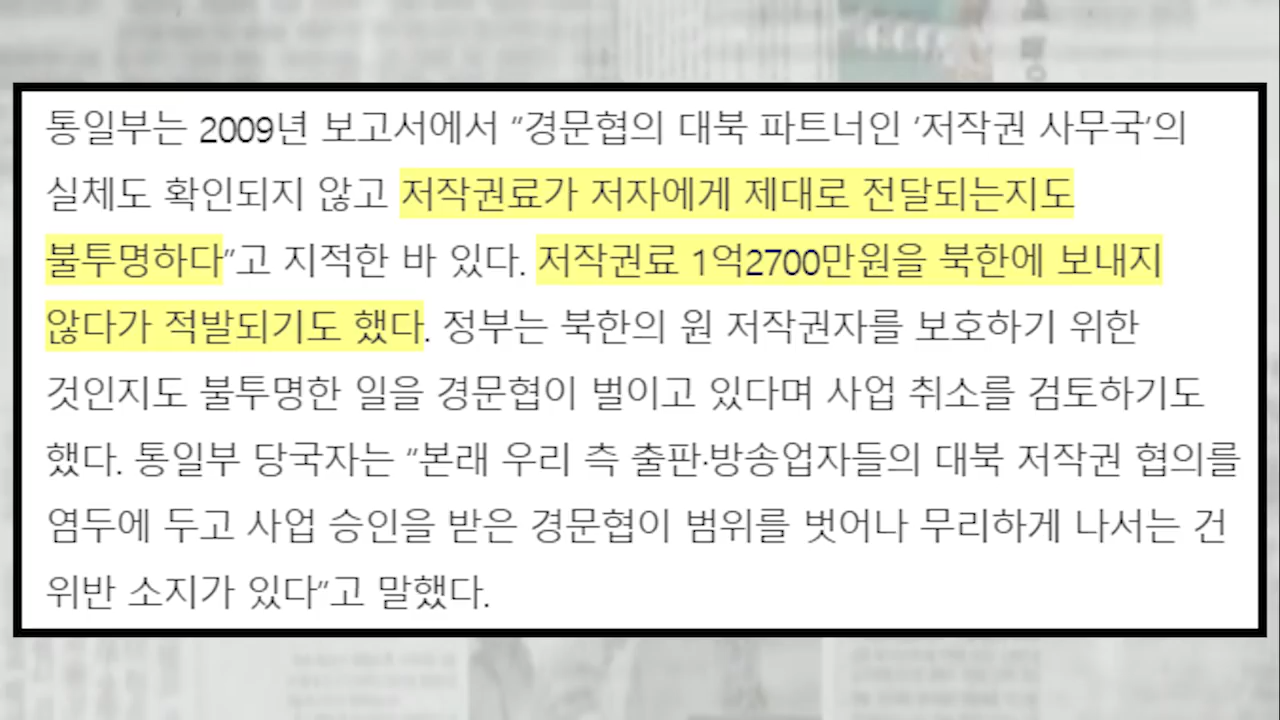 통일부는 2009년 보고서에서 "경문협의 대북 파트너인 '저작권 사무국'의
실체도 확인되지 않고 저작권료가 저자에게 제대로 전달되는지도
불투명하다"고 지적한 바 있다. 저작권료 1억2700만원을 북한에 보내지
않다가 적발되기도 했다. 정부는 북한의 원 저작권자를 보호하기 위한
것인지도 불투명한 일을 경문협이 벌이고 있다며 사업 취소를 검토하기도
했다. 통일부 당국자는 "본래 우리 측 출판·방송업자들의 대북 저작권 협의를
염두에 두고 사업 승인을 받은 경문협이 범위를 벗어나 무리하게 나서는 건
위반 소지가 있다"고 말했다.